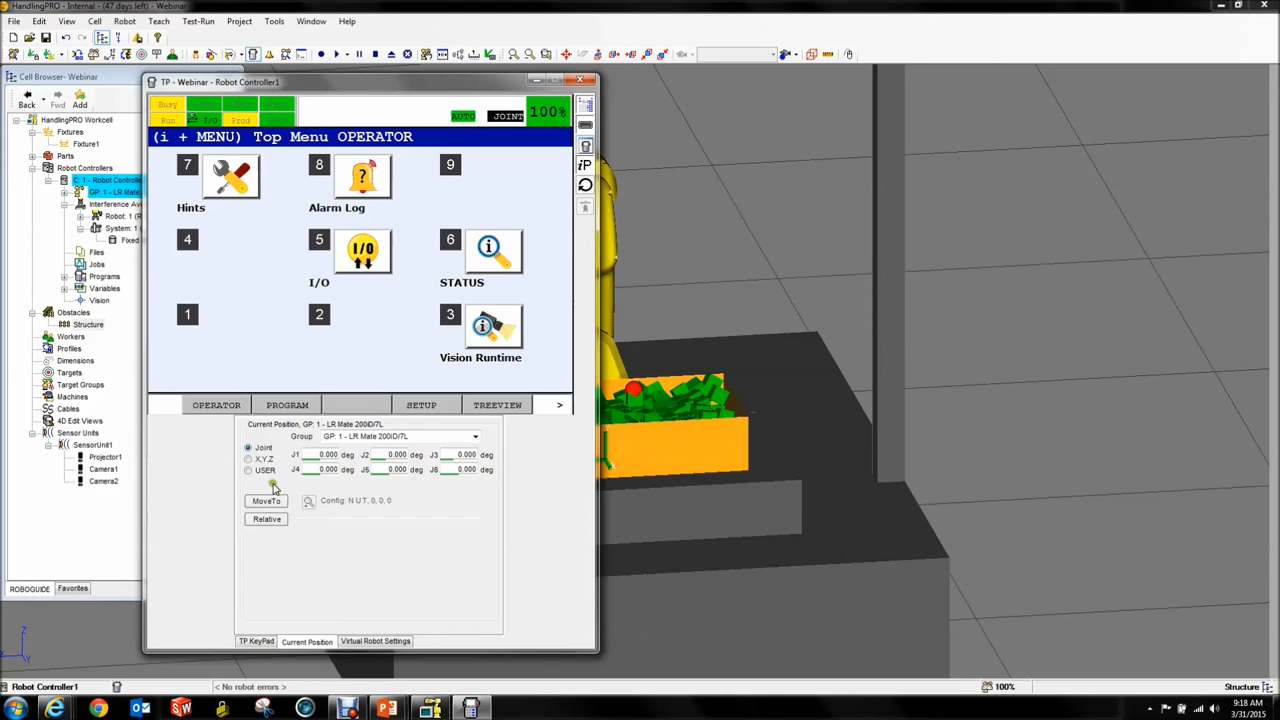 HandlingPRO - Internal - (47 days left) - Webinar
File Edit View Cell Robot Teach Test-Run Project Tools Window Help
Cell Browser- Webinar
Back Fwd Add
HandlingPRO Workcell
Fixtures
Fixture1
Parts
Robot Controllers
C: 1 - Robot Controlle
GP: 1 - LR Mate
Interference Av
Robot: 1 (R
System: 1 (
Fixed
Files
Jobs
Programs
Variables
Vision
Obstacles
Structure
Workers
Profiles
Dimensions
Targets
Target Groups
Machines
Cables
4D Edit Views
Sensor Units
SensorUnit1
Projector1
Camera1
Camera2
ROBOGUIDE Favorites
TP - Webinar - Robot Controller1
Busy
Run I/O Prod
AUTO JOINT 100%
(i + MENU) Top Menu OPERATOR
7 8 9
Hints Alarm Log
4 5 I/O 6
I/O STATUS
1 2 3
Vision Runtime
OPERATOR PROGRAM SETUP TREEVIEW >
iP
Current Position, GP: 1 - LR Mate 200iD/7L
Group GP: 1 - LR Mate 200iD/7L
Joint
X,Y,Z
USER
J1 0.000 deg J2 0.000 deg J3 0.000 deg
J4 0.000 deg J5 0.000 deg J6 0.000 deg
MoveTo Config: N U T, 0, 0, 0
Relative
TP KeyPad Current Position Virtual Robot Settings
Z
Y
Robot Controller1 < No robot errors > 100% Structure
9:18 AM
3/31/2015